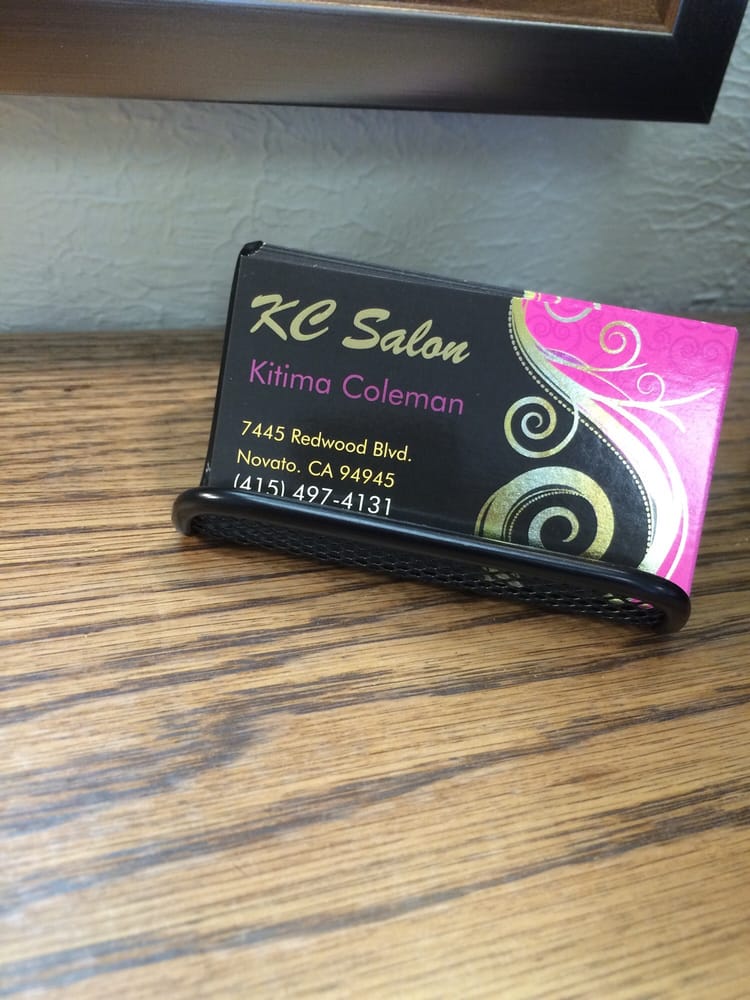 KC Salon
Kitima Coleman
7445 Redwood Blvd.
Novato. CA 94945
(415) 497-4131